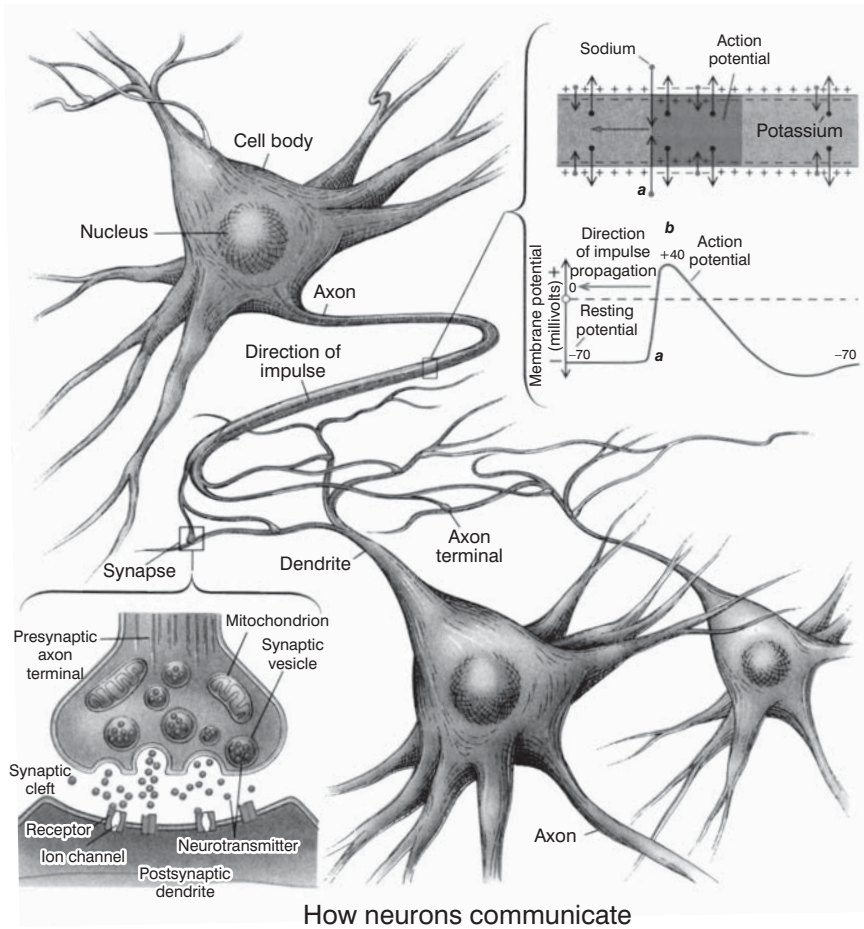 Cell body
Nucleus
Axon
Direction of
impulse
Synapse
Dendrite
Axon
terminal
Axon
Sodium
Action
potential
Potassium
a
Membrane potential
(millivolts)
+
0
−
Direction
of impulse
propagation
b
+40
Action
potential
Resting
potential
−70
a
−70
Presynaptic
axon
terminal
Mitochondrion
Synaptic
vesicle
Synaptic
cleft
Receptor
Ion channel
Neurotransmitter
Postsynaptic
dendrite
How neurons communicate